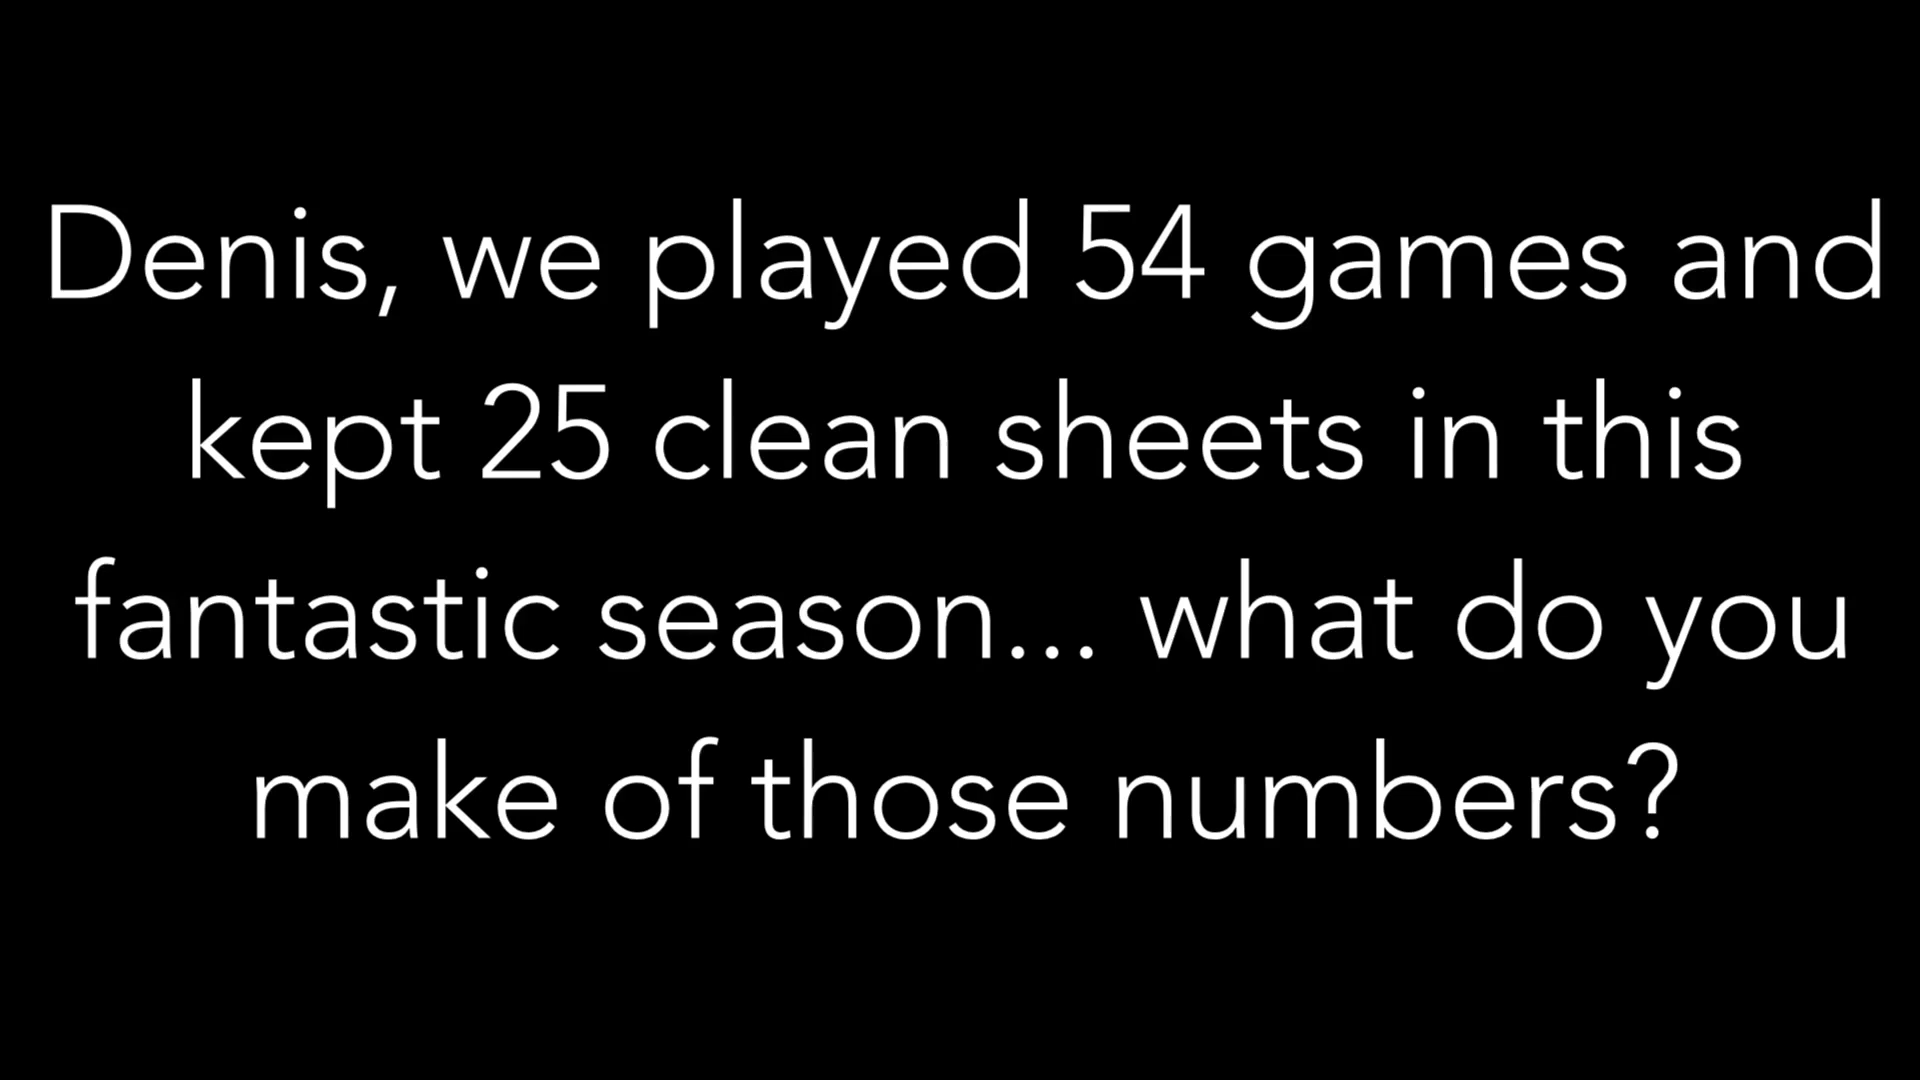 Denis, we played 54 games and
kept 25 clean sheets in this
fantastic season... what do you
make of those numbers?